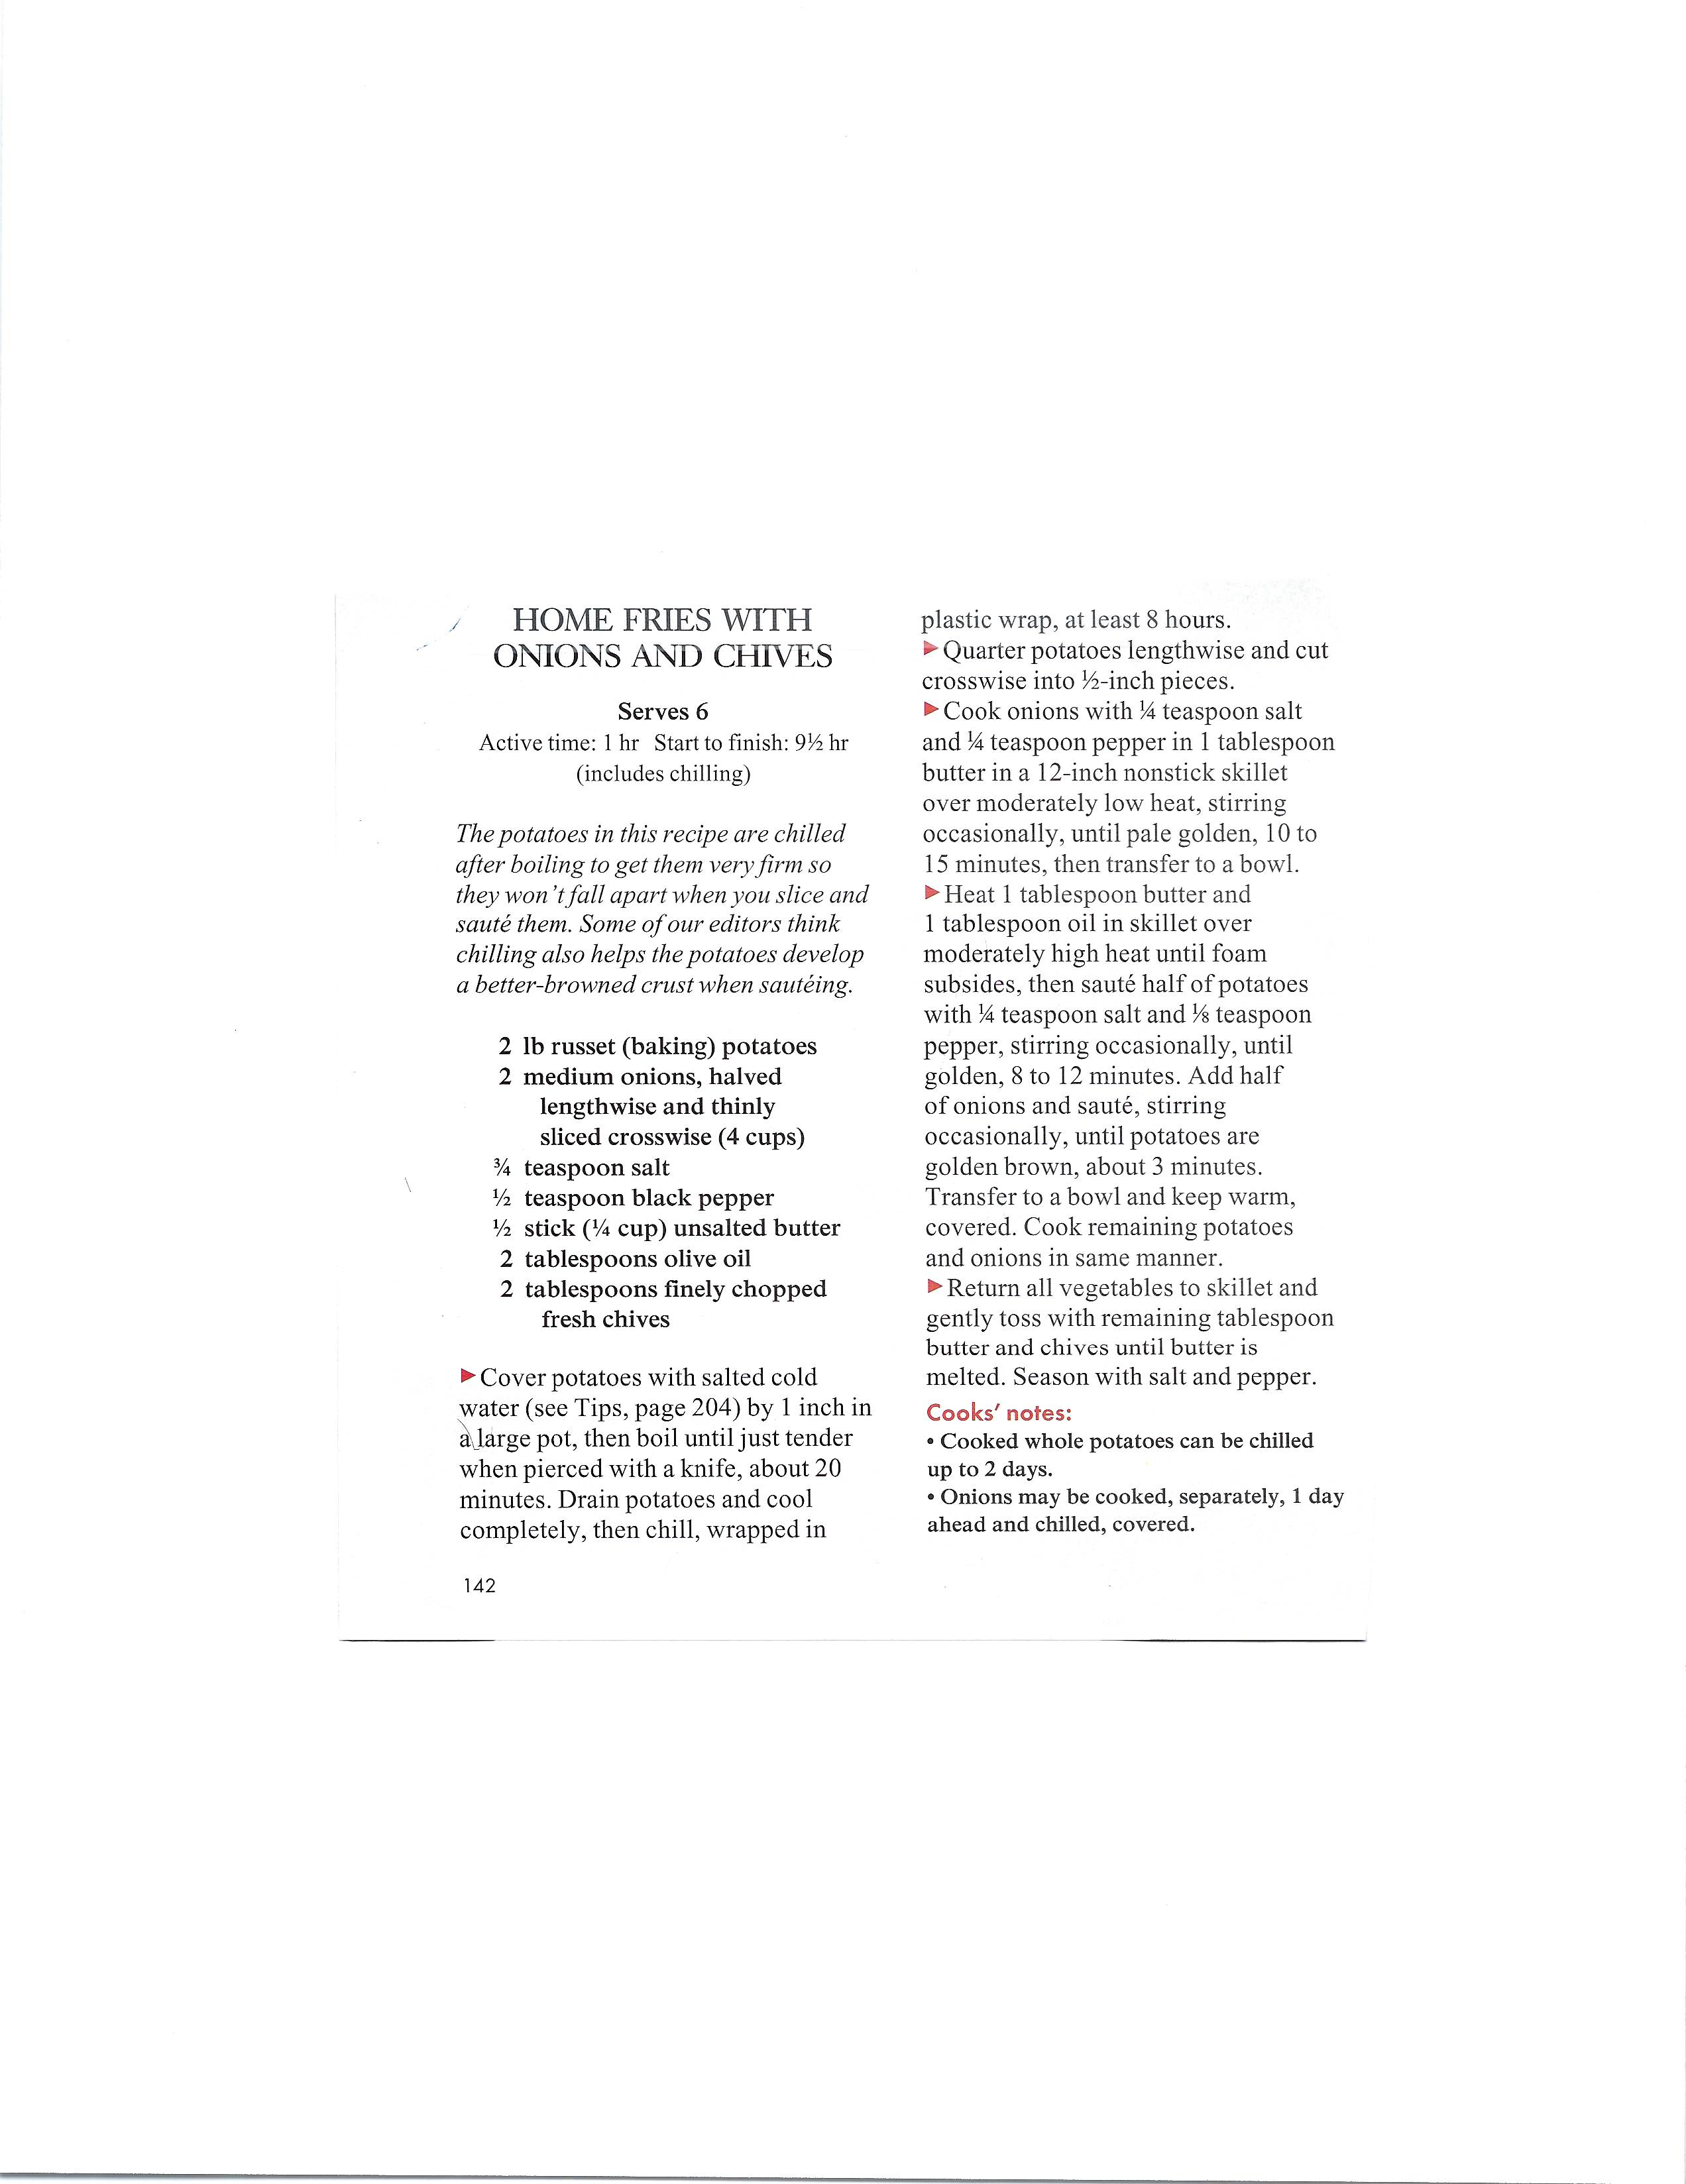 HOME FRIES WITH
ONIONS AND CHIVES
Serves 6
Active time: 1 hr Start to finish: 9½ hr
(includes chilling)
The potatoes in this recipe are chilled
after boiling to get them very firm so
they won't fall apart when you slice and
sauté them. Some of our editors think
chilling also helps the potatoes develop
a better-browned crust when sautéing.
2 lb russet (baking) potatoes
2 medium onions, halved
lengthwise and thinly
sliced crosswise (4 cups)
¾ teaspoon salt
½ teaspoon black pepper
½ stick (¼ cup) unsalted butter
2 tablespoons olive oil
2 tablespoons finely chopped
fresh chives
▶Cover potatoes with salted cold
water (see Tips, page 204) by 1 inch in
a large pot, then boil until just tender
when pierced with a knife, about 20
minutes. Drain potatoes and cool
completely, then chill, wrapped in
142
plastic wrap, at least 8 hours.
▶Quarter potatoes lengthwise and cut
crosswise into ½-inch pieces.
▶Cook onions with ¼ teaspoon salt
and ¼ teaspoon pepper in 1 tablespoon
butter in a 12-inch nonstick skillet
over moderately low heat, stirring
occasionally, until pale golden, 10 to
15 minutes, then transfer to a bowl.
▶Heat 1 tablespoon butter and
1 tablespoon oil in skillet over
moderately high heat until foam
subsides, then sauté half of potatoes
with ¼ teaspoon salt and ⅛ teaspoon
pepper, stirring occasionally, until
golden, 8 to 12 minutes. Add half
of onions and sauté, stirring
occasionally, until potatoes are
golden brown, about 3 minutes.
Transfer to a bowl and keep warm,
covered. Cook remaining potatoes
and onions in same manner.
▶Return all vegetables to skillet and
gently toss with remaining tablespoon
butter and chives until butter is
melted. Season with salt and pepper.
Cooks' notes:
• Cooked whole potatoes can be chilled
up to 2 days.
• Onions may be cooked, separately, 1 day
ahead and chilled, covered.